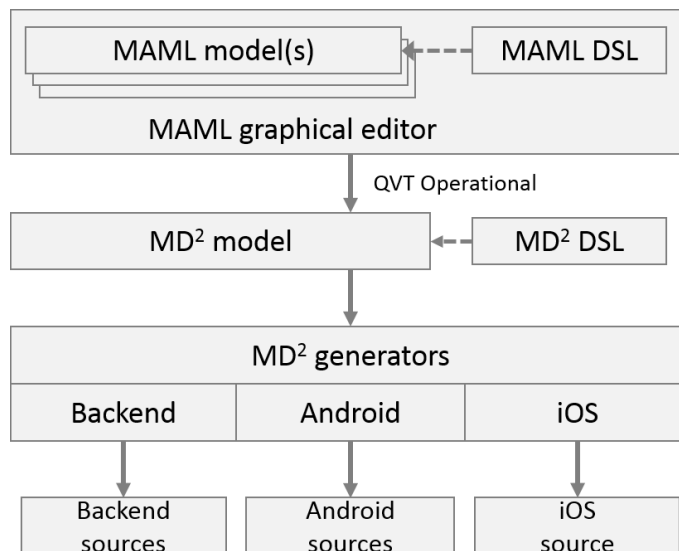 MAML model(s)
MAML DSL
MAML graphical editor
QVT Operational
MD² model
MD² DSL
MD² generators
Backend
Android
iOS
Backend
sources
Android
sources
iOS
source